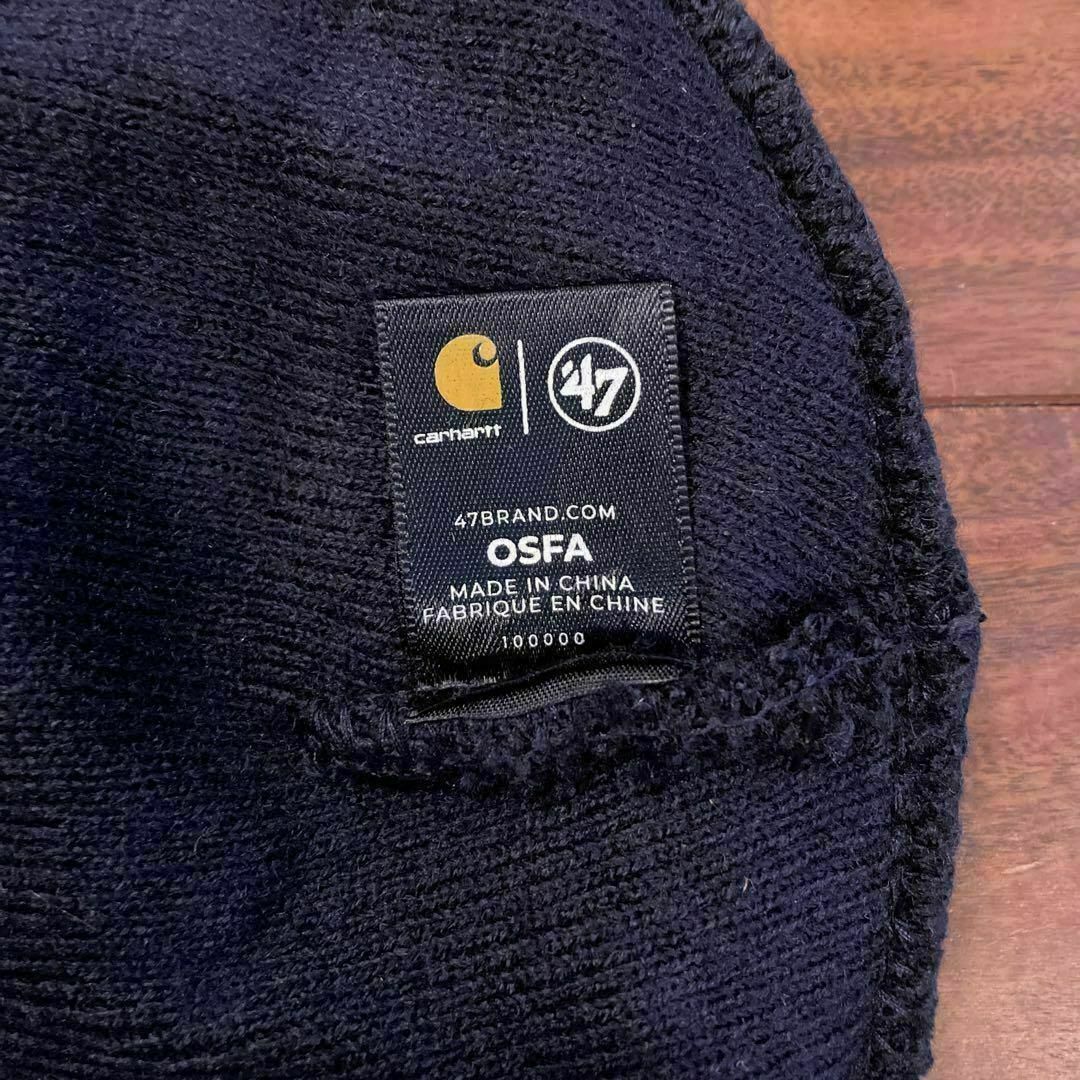 carhartt
'47
47BRAND.COM
OSFA
MADE IN CHINA
FABRIQUE EN CHINE
100000